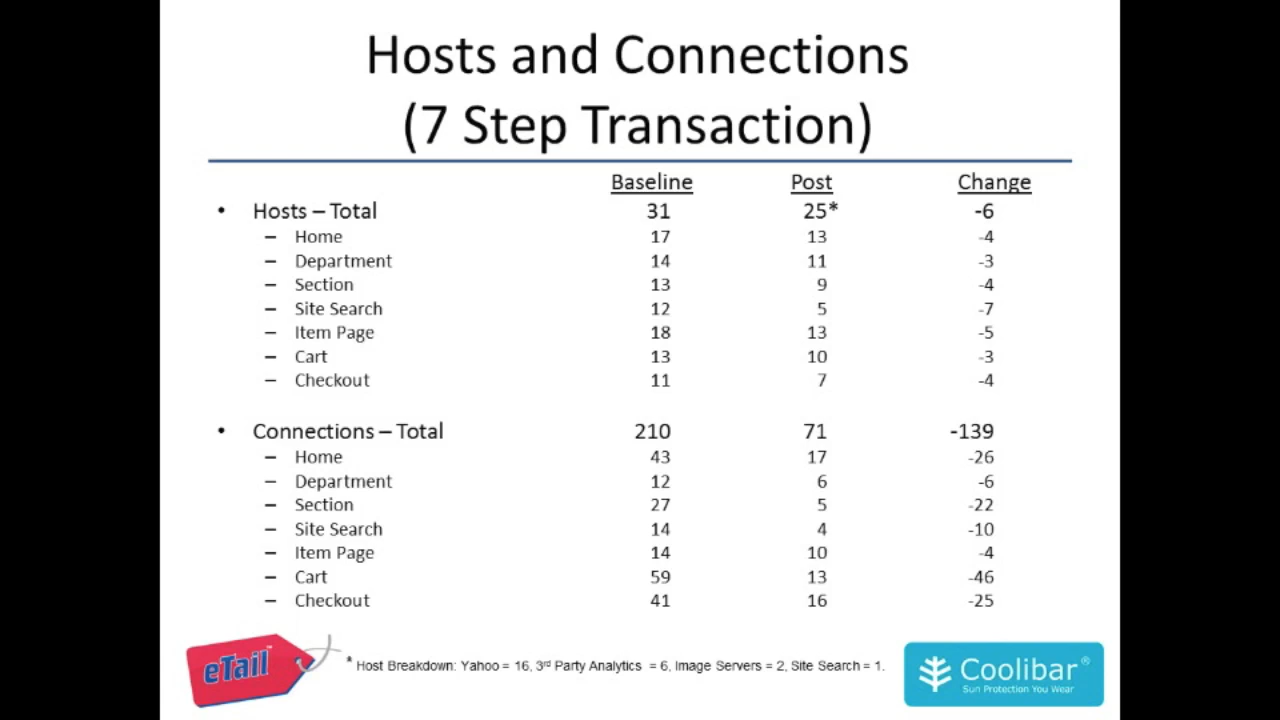 Hosts and Connections
(7 Step Transaction)
Baseline Post Change
• Hosts – Total 31 25* -6
– Home 17 13 -4
– Department 14 11 -3
– Section 13 9 -4
– Site Search 12 5 -7
– Item Page 18 13 -5
– Cart 13 10 -3
– Checkout 11 7 -4
• Connections – Total 210 71 -139
– Home 43 17 -26
– Department 12 6 -6
– Section 27 5 -22
– Site Search 14 4 -10
– Item Page 14 10 -4
– Cart 59 13 -46
– Checkout 41 16 -25
eTail
* Host Breakdown: Yahoo = 16, 3rd Party Analytics = 6, Image Servers = 2, Site Search = 1.
Coolibar®
Sun Protection You Wear